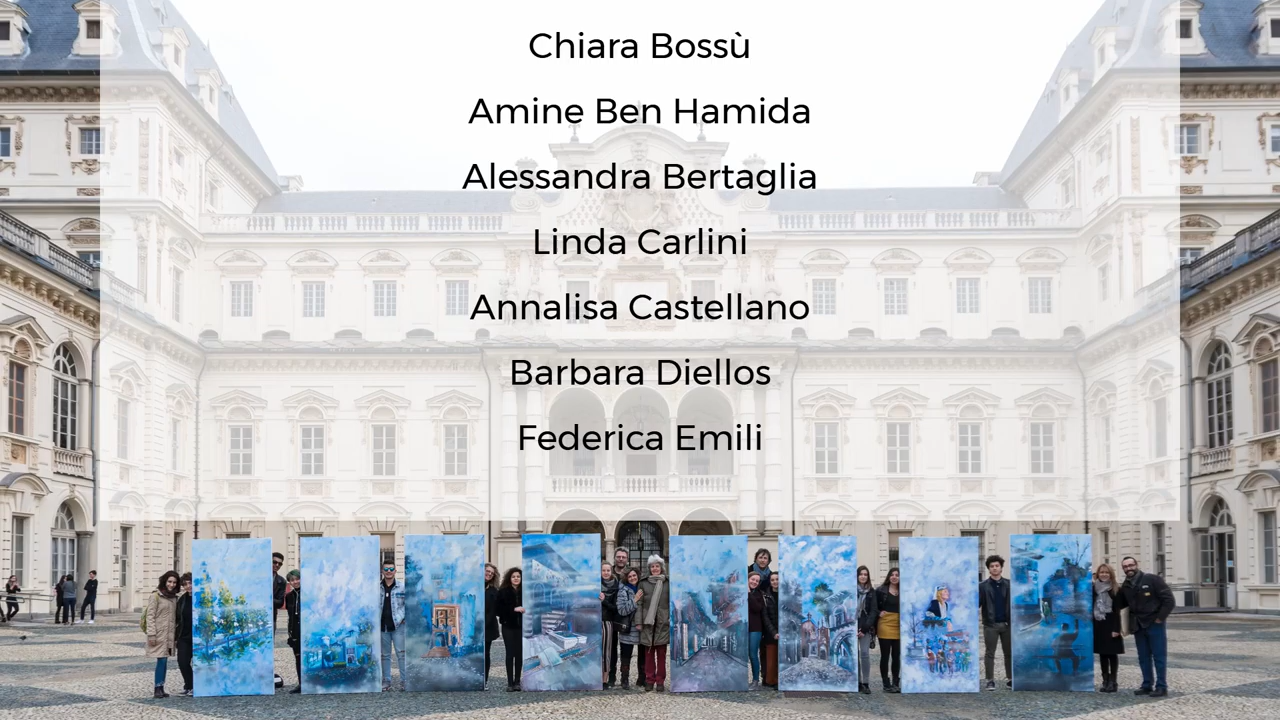 Chiara Bossù
Amine Ben Hamida
Alessandra Bertaglia
Linda Carlini
Annalisa Castellano
Barbara Diellos
Federica Emili